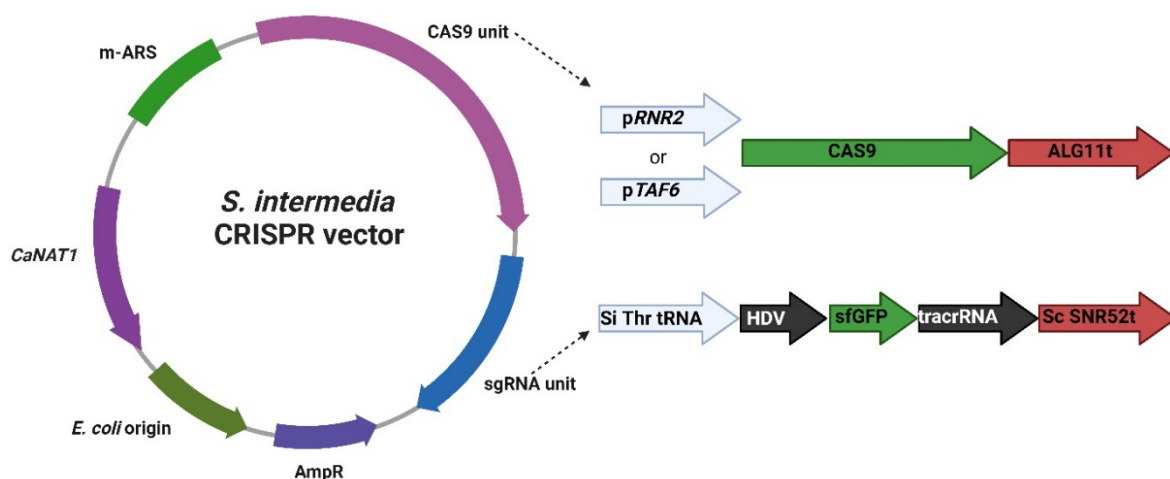 m-ARS
CAS9 unit
pRNR2
or
pTAF6
CAS9
ALG11t
S. intermedia
CRISPR vector
CaNAT1
Si Thr tRNA
HDV
sfGFP
tracrRNA
Sc SNR52t
sgRNA unit
E. coli origin
AmpR